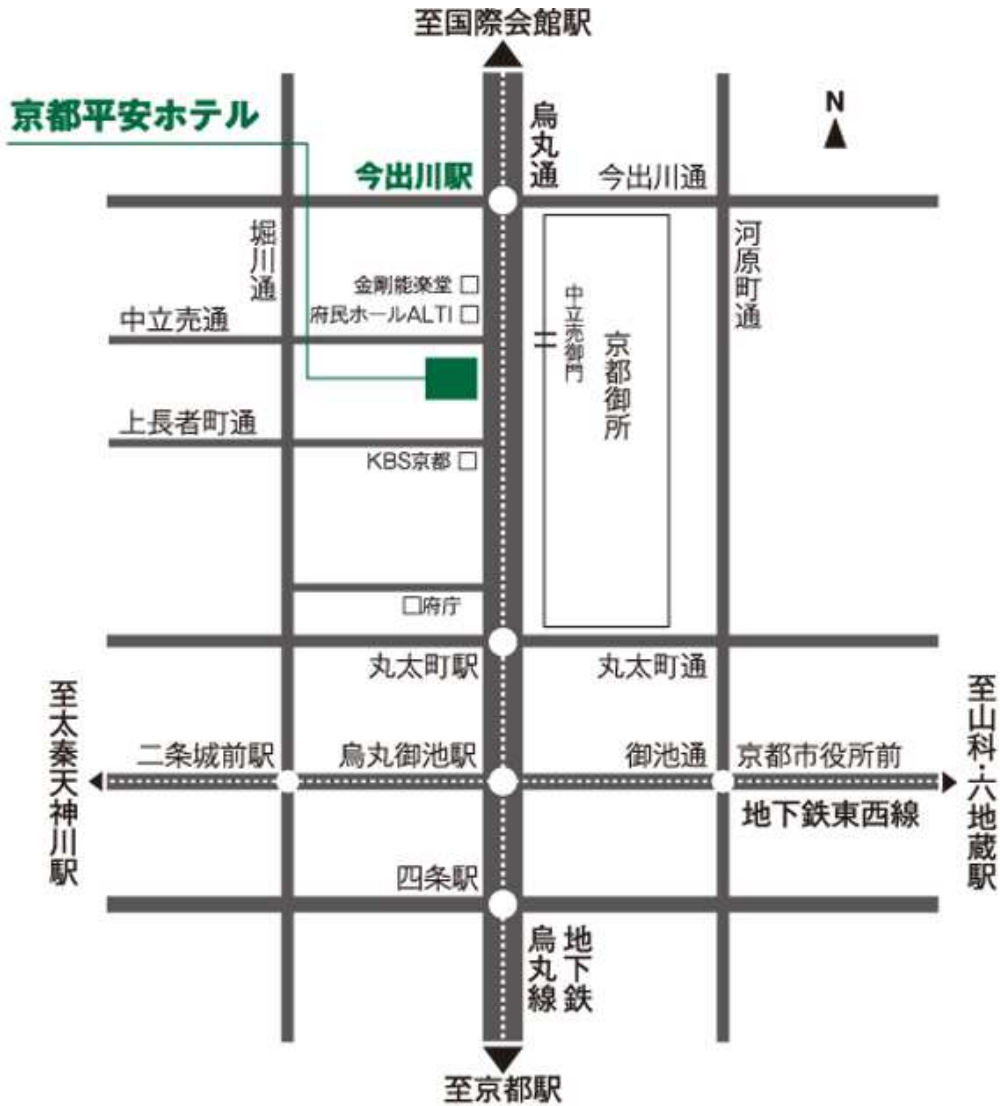 至国際会館駅
京都平安ホテル
烏丸通
N
今出川駅
今出川通
堀川通
河原町通
金剛能楽堂
府民ホールALTI
中立売通
中立売御門
京都御所
上長者町通
KBS京都
府庁
丸太町駅
丸太町通
至太秦天神川駅
至山科・六地蔵駅
二条城前駅
烏丸御池駅
御池通
京都市役所前
地下鉄東西線
四条駅
地下鉄
烏丸線
至京都駅